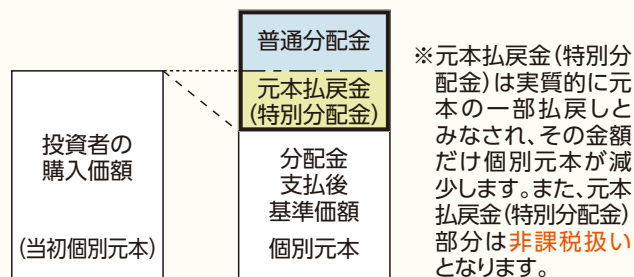 投資者の
購入価額
(当初個別元本)
普通分配金
元本払戻金
(特別分配金)
分配金
支払後
基準価額
個別元本
※元本払戻金(特別分
配金)は実質的に元
本の一部払戻しと
みなされ、その金額
だけ個別元本が減
少します。また、元本
払戻金(特別分配金)
部分は非課税扱い
となります。